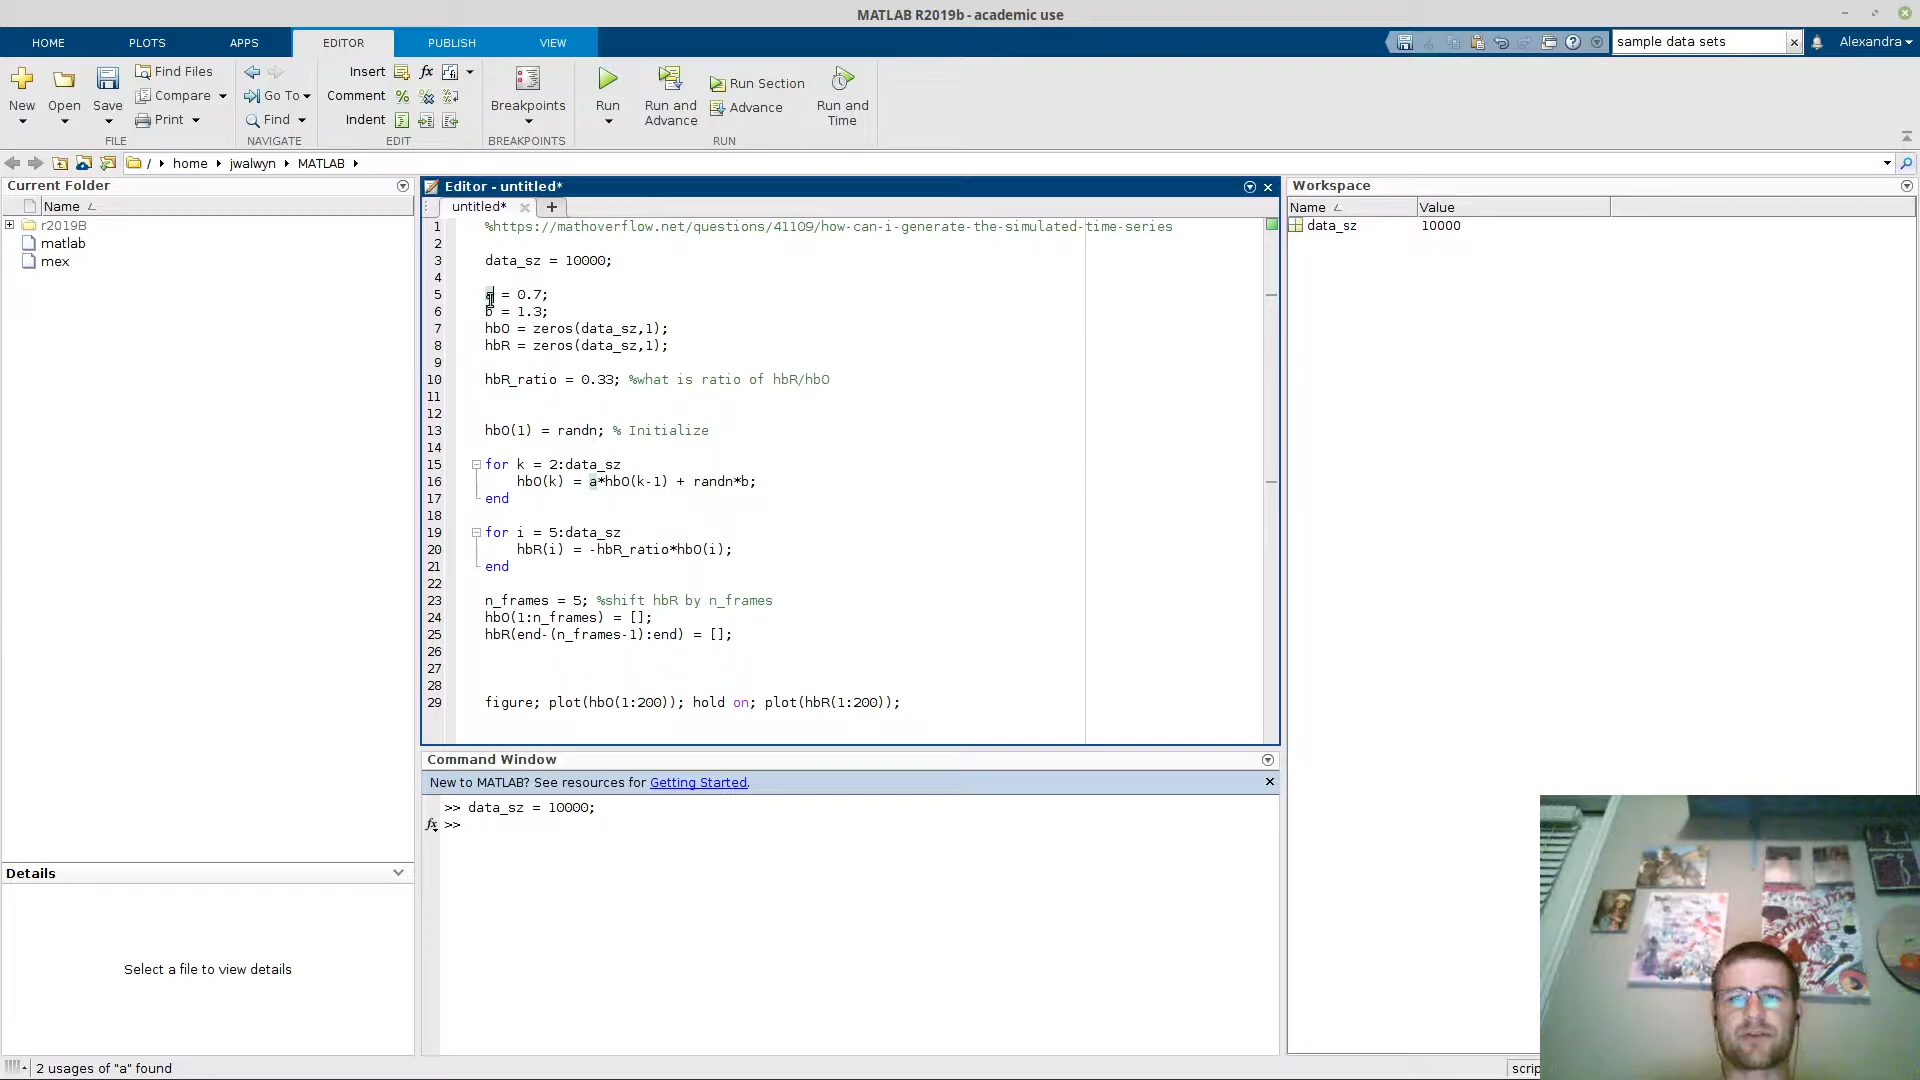 MATLAB R2019b - academic use
HOME PLOTS APPS EDITOR PUBLISH VIEW sample data sets Alexandra
New Open Save Find Files Compare Print
Go To Find
Insert fx
Comment
Indent
Breakpoints
Run Run and Advance Run Section Advance Run and Time
FILE NAVIGATE EDIT BREAKPOINTS RUN
/ home jwalwyn MATLAB
Current Folder
Name
r2019B
matlab
mex
Details
Select a file to view details
Editor - untitled*
untitled*
1 %https://mathoverflow.net/questions/41109/how-can-i-generate-the-simulated-time-series
2
3 data_sz = 10000;
4
5 a = 0.7;
6 b = 1.3;
7 hbO = zeros(data_sz,1);
8 hbR = zeros(data_sz,1);
9
10 hbR_ratio = 0.33; %what is ratio of hbR/hbO
11
12
13 hbO(1) = randn; % Initialize
14
15 for k = 2:data_sz
16 hbO(k) = a*hbO(k-1) + randn*b;
17 end
18
19 for i = 5:data_sz
20 hbR(i) = -hbR_ratio*hbO(i);
21 end
22
23 n_frames = 5; %shift hbR by n_frames
24 hbO(1:n_frames) = [];
25 hbR(end-(n_frames-1):end) = [];
26
27
28
29 figure; plot(hbO(1:200)); hold on; plot(hbR(1:200));
Command Window
New to MATLAB? See resources for Getting Started.
>> data_sz = 10000;
fx >>
Workspace
Name Value
data_sz 10000
2 usages of "a" found
scrip